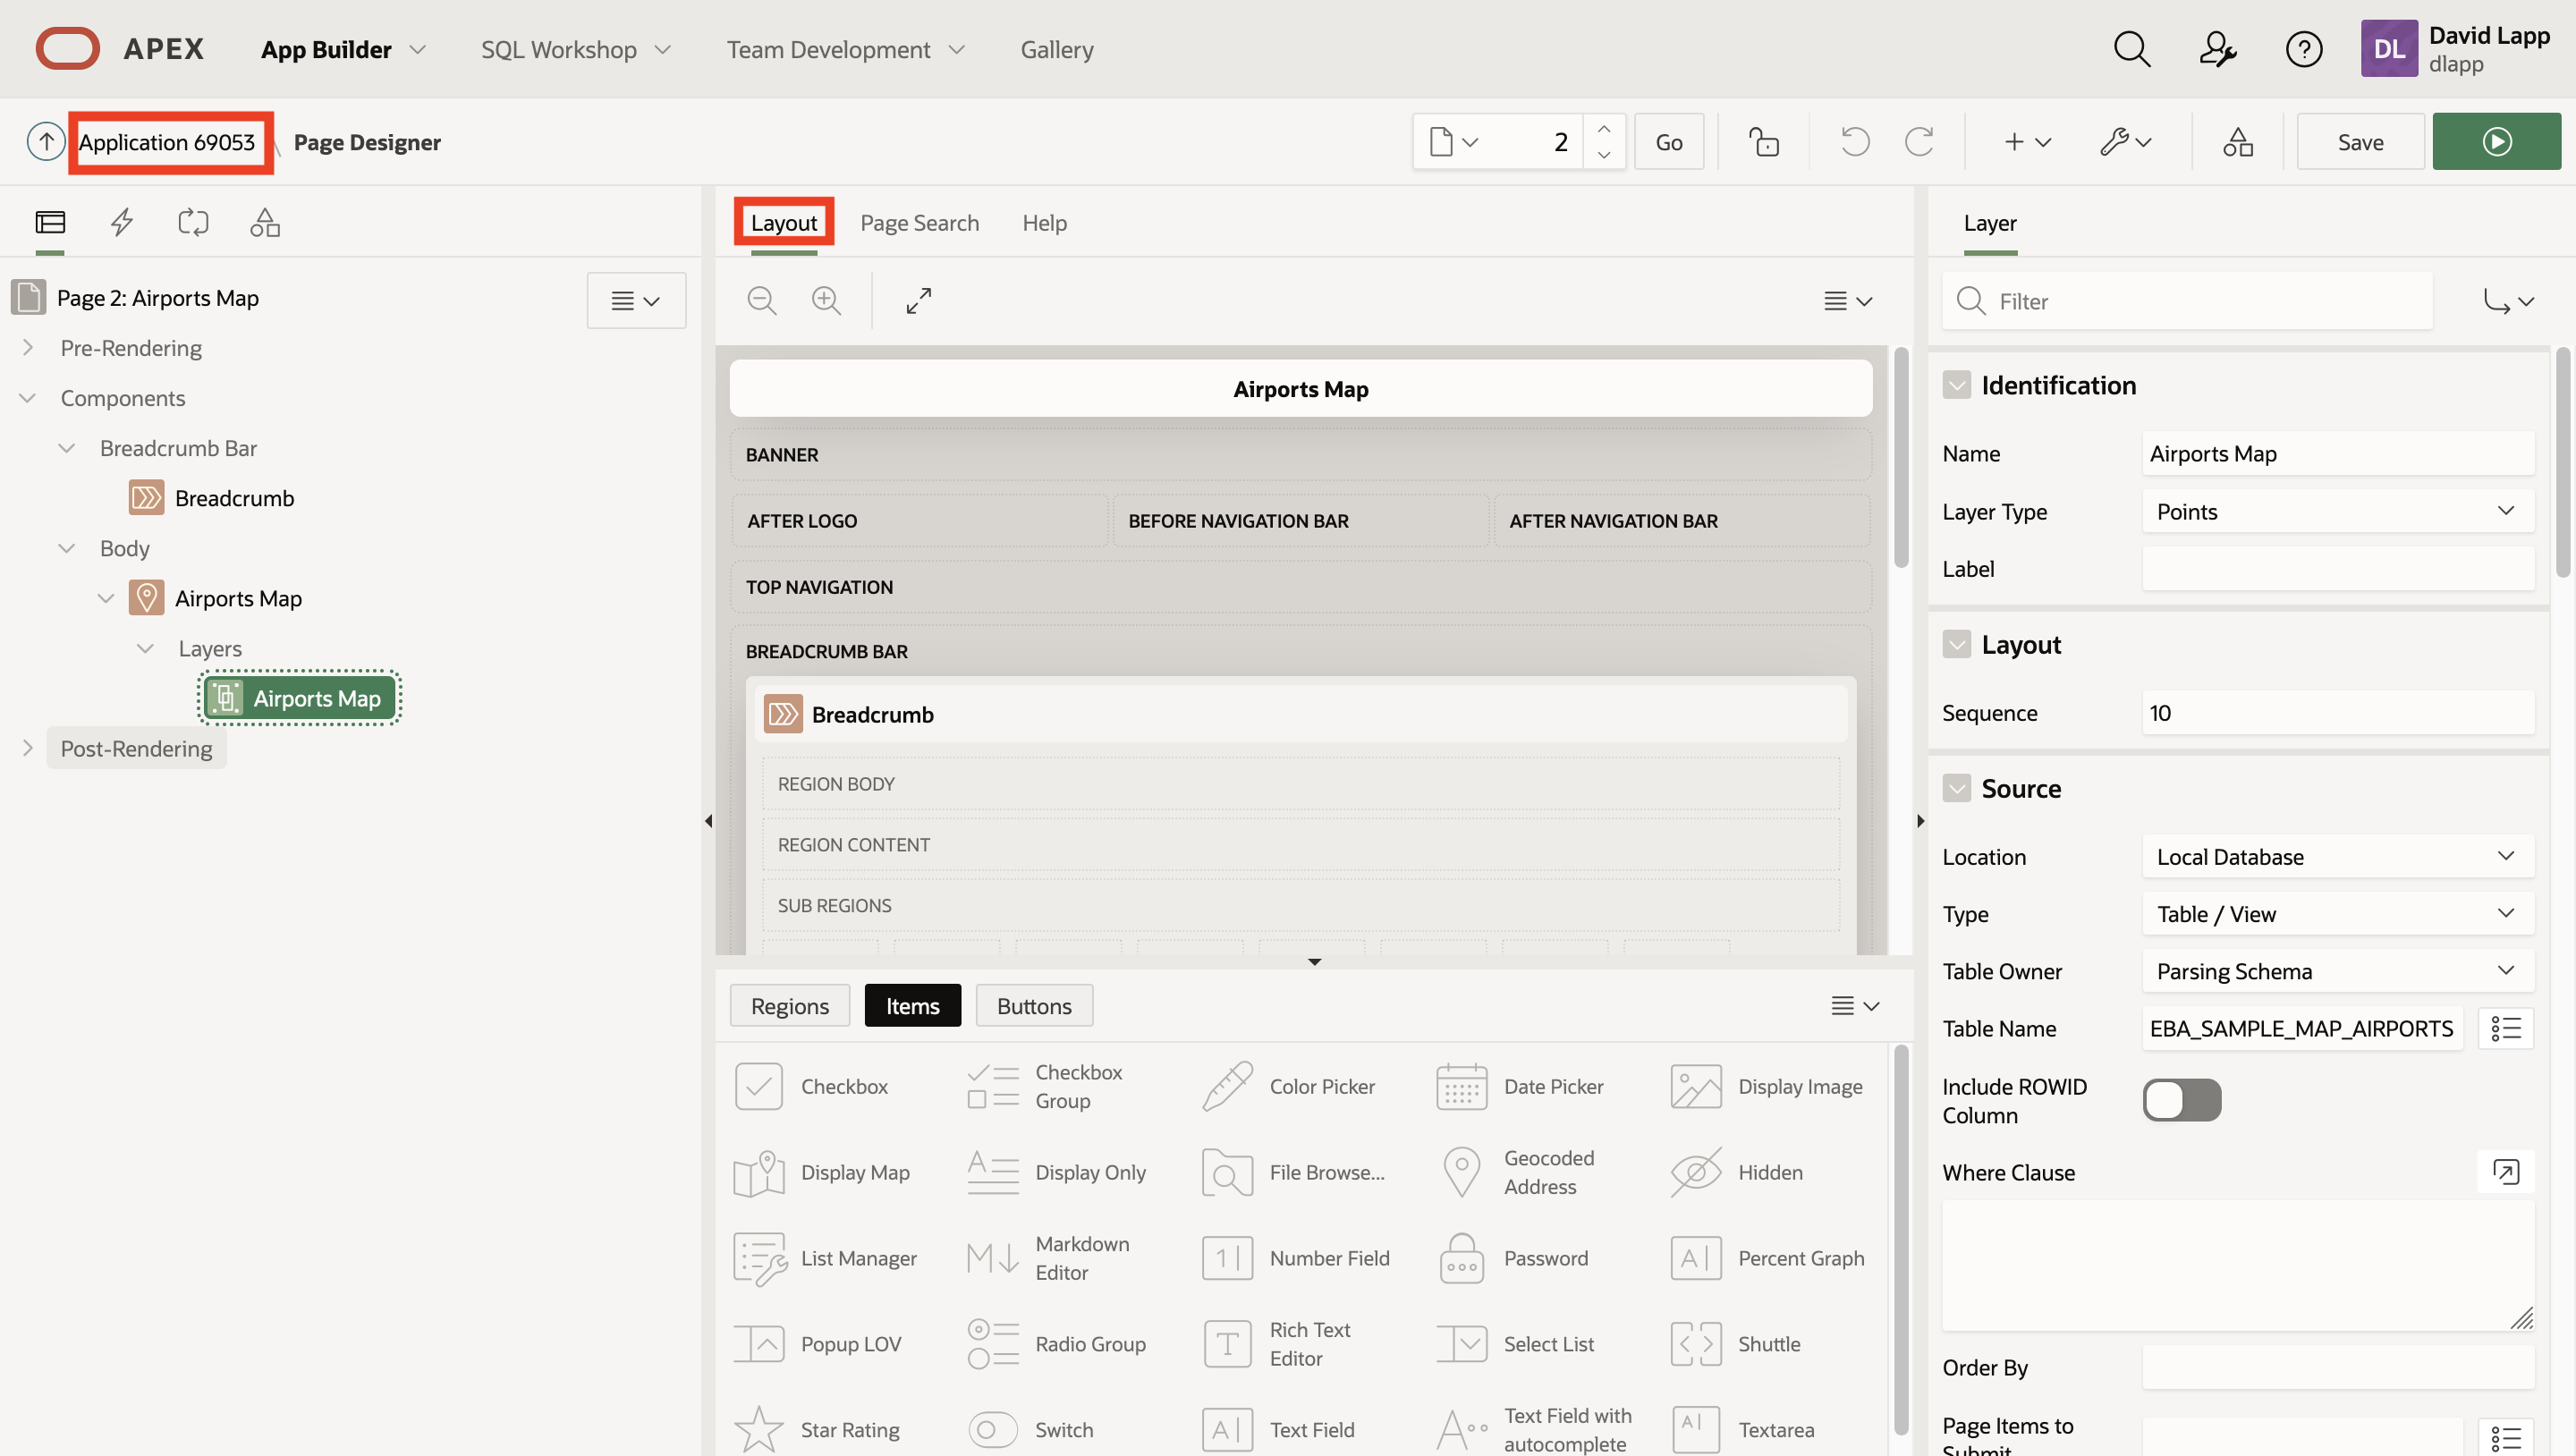 APEX App Builder SQL Workshop Team Development Gallery DL David Lapp
dlapp
Application 69053 \ Page Designer 2 Go Save
Page 2: Airports Map
Pre-Rendering
Components
Breadcrumb Bar
Breadcrumb
Body
Airports Map
Layers
Airports Map
Post-Rendering
Layout Page Search Help
Airports Map
BANNER
AFTER LOGO BEFORE NAVIGATION BAR AFTER NAVIGATION BAR
TOP NAVIGATION
BREADCRUMB BAR
Breadcrumb
REGION BODY
REGION CONTENT
SUB REGIONS
Regions Items Buttons
Checkbox
Checkbox
Group
Color Picker
Date Picker
Display Image
Display Map
Display Only
File Browse...
Geocoded
Address
Hidden
List Manager
Markdown
Editor
Number Field
Password
Percent Graph
Popup LOV
Radio Group
Rich Text
Editor
Select List
Shuttle
Star Rating
Switch
Text Field
Text Field with
autocomplete
Textarea
Layer
Filter
Identification
Name Airports Map
Layer Type Points
Label
Layout
Sequence 10
Source
Location Local Database
Type Table / View
Table Owner Parsing Schema
Table Name EBA_SAMPLE_MAP_AIRPORTS
Include ROWID
Column
Where Clause
Order By
Page Items to
Submit